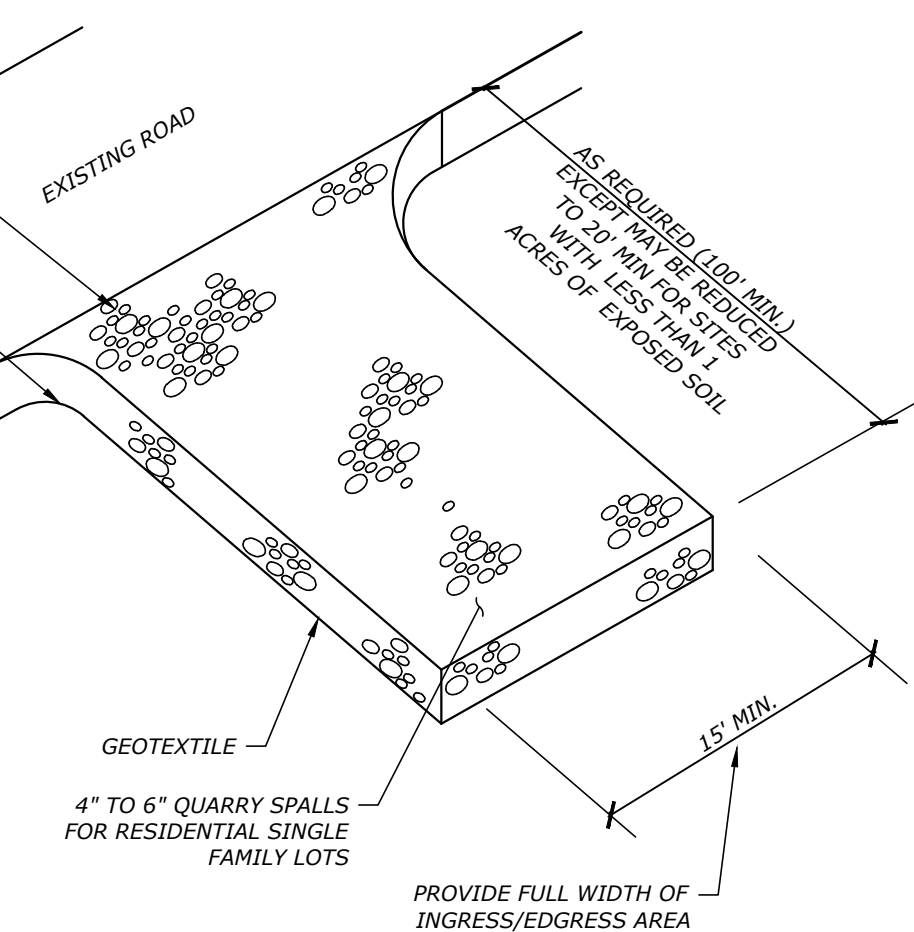 EXISTING ROAD
AS REQUIRED (100' MIN.)
EXCEPT MAY BE REDUCED
TO 20' MIN FOR SITES
WITH LESS THAN 1
ACRES OF EXPOSED SOIL
15' MIN.
GEOTEXTILE
4" TO 6" QUARRY SPALLS
FOR RESIDENTIAL SINGLE
FAMILY LOTS
PROVIDE FULL WIDTH OF
INGRESS/EDGRESS AREA